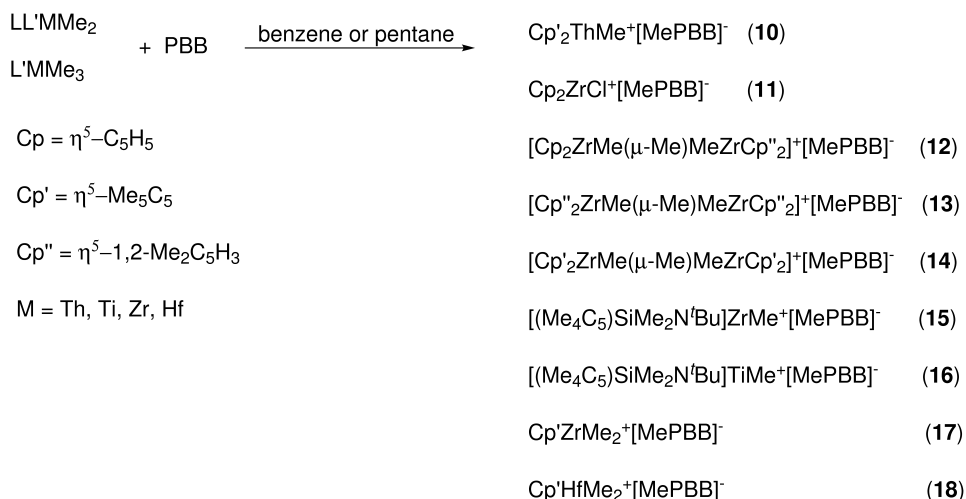 LL'MMe₂
+ PBB
L'MMe₃
benzene or pentane
Cp = η⁵–C₅H₅
Cp' = η⁵–Me₅C₅
Cp'' = η⁵–1,2-Me₂C₅H₃
M = Th, Ti, Zr, Hf
Cp'₂ThMe⁺[MePBB]⁻ (10)
Cp₂ZrCl⁺[MePBB]⁻ (11)
[Cp₂ZrMe(μ-Me)MeZrCp''₂]⁺[MePBB]⁻ (12)
[Cp''₂ZrMe(μ-Me)MeZrCp''₂]⁺[MePBB]⁻ (13)
[Cp'₂ZrMe(μ-Me)MeZrCp'₂]⁺[MePBB]⁻ (14)
[(Me₄C₅)SiMe₂NᵗBu]ZrMe⁺[MePBB]⁻ (15)
[(Me₄C₅)SiMe₂NᵗBu]TiMe⁺[MePBB]⁻ (16)
Cp'ZrMe₂⁺[MePBB]⁻ (17)
Cp'HfMe₂⁺[MePBB]⁻ (18)